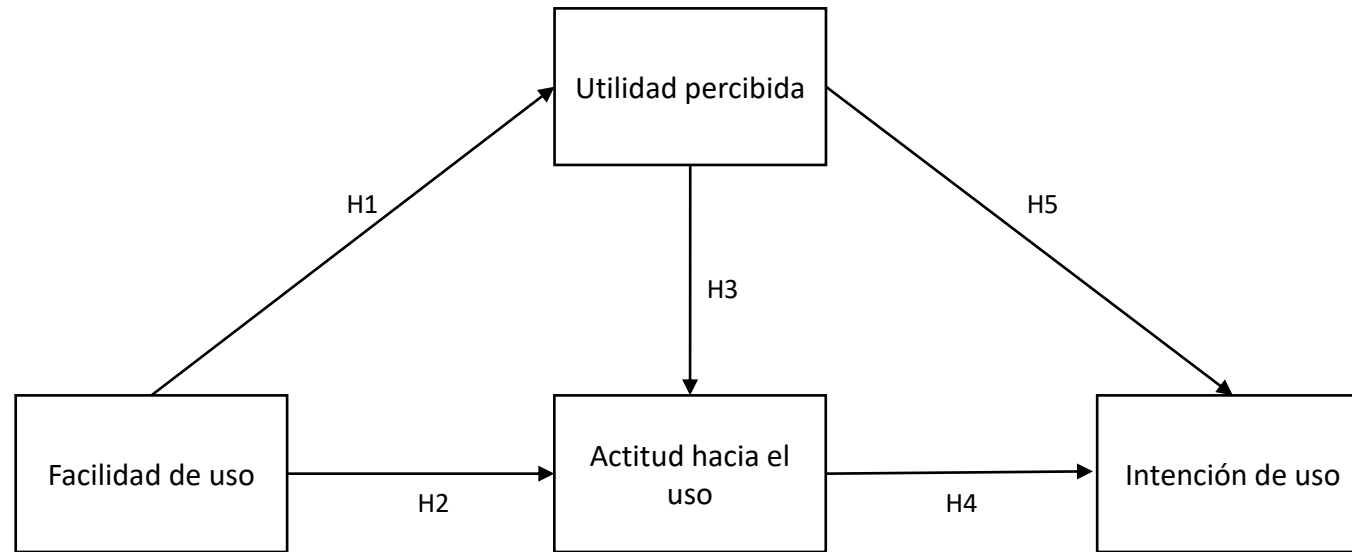 Utilidad percibida
H1
H5
H3
Facilidad de uso
Actitud hacia el
uso
Intención de uso
H2
H4